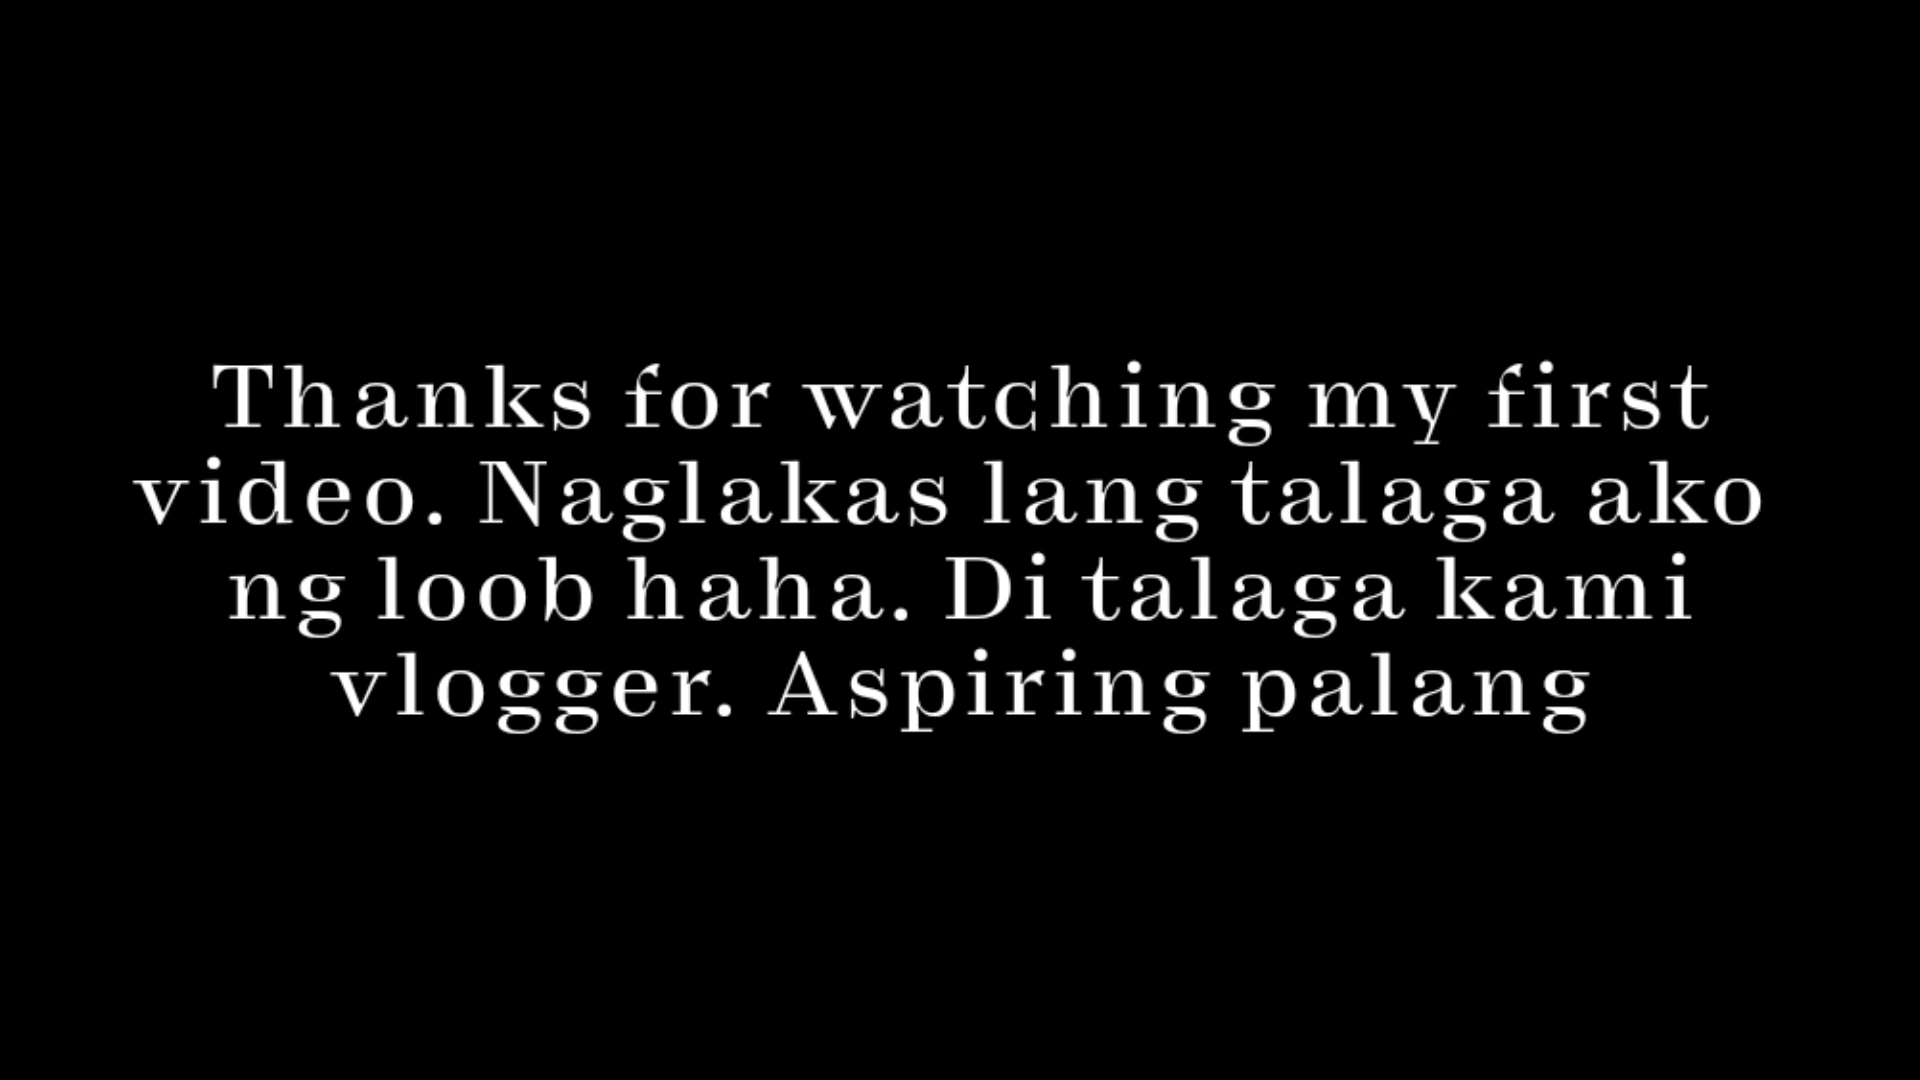 Thanks for watching my first
video. Naglakas lang talaga ako
ng loob haha. Di talaga kami
vlogger. Aspiring palang